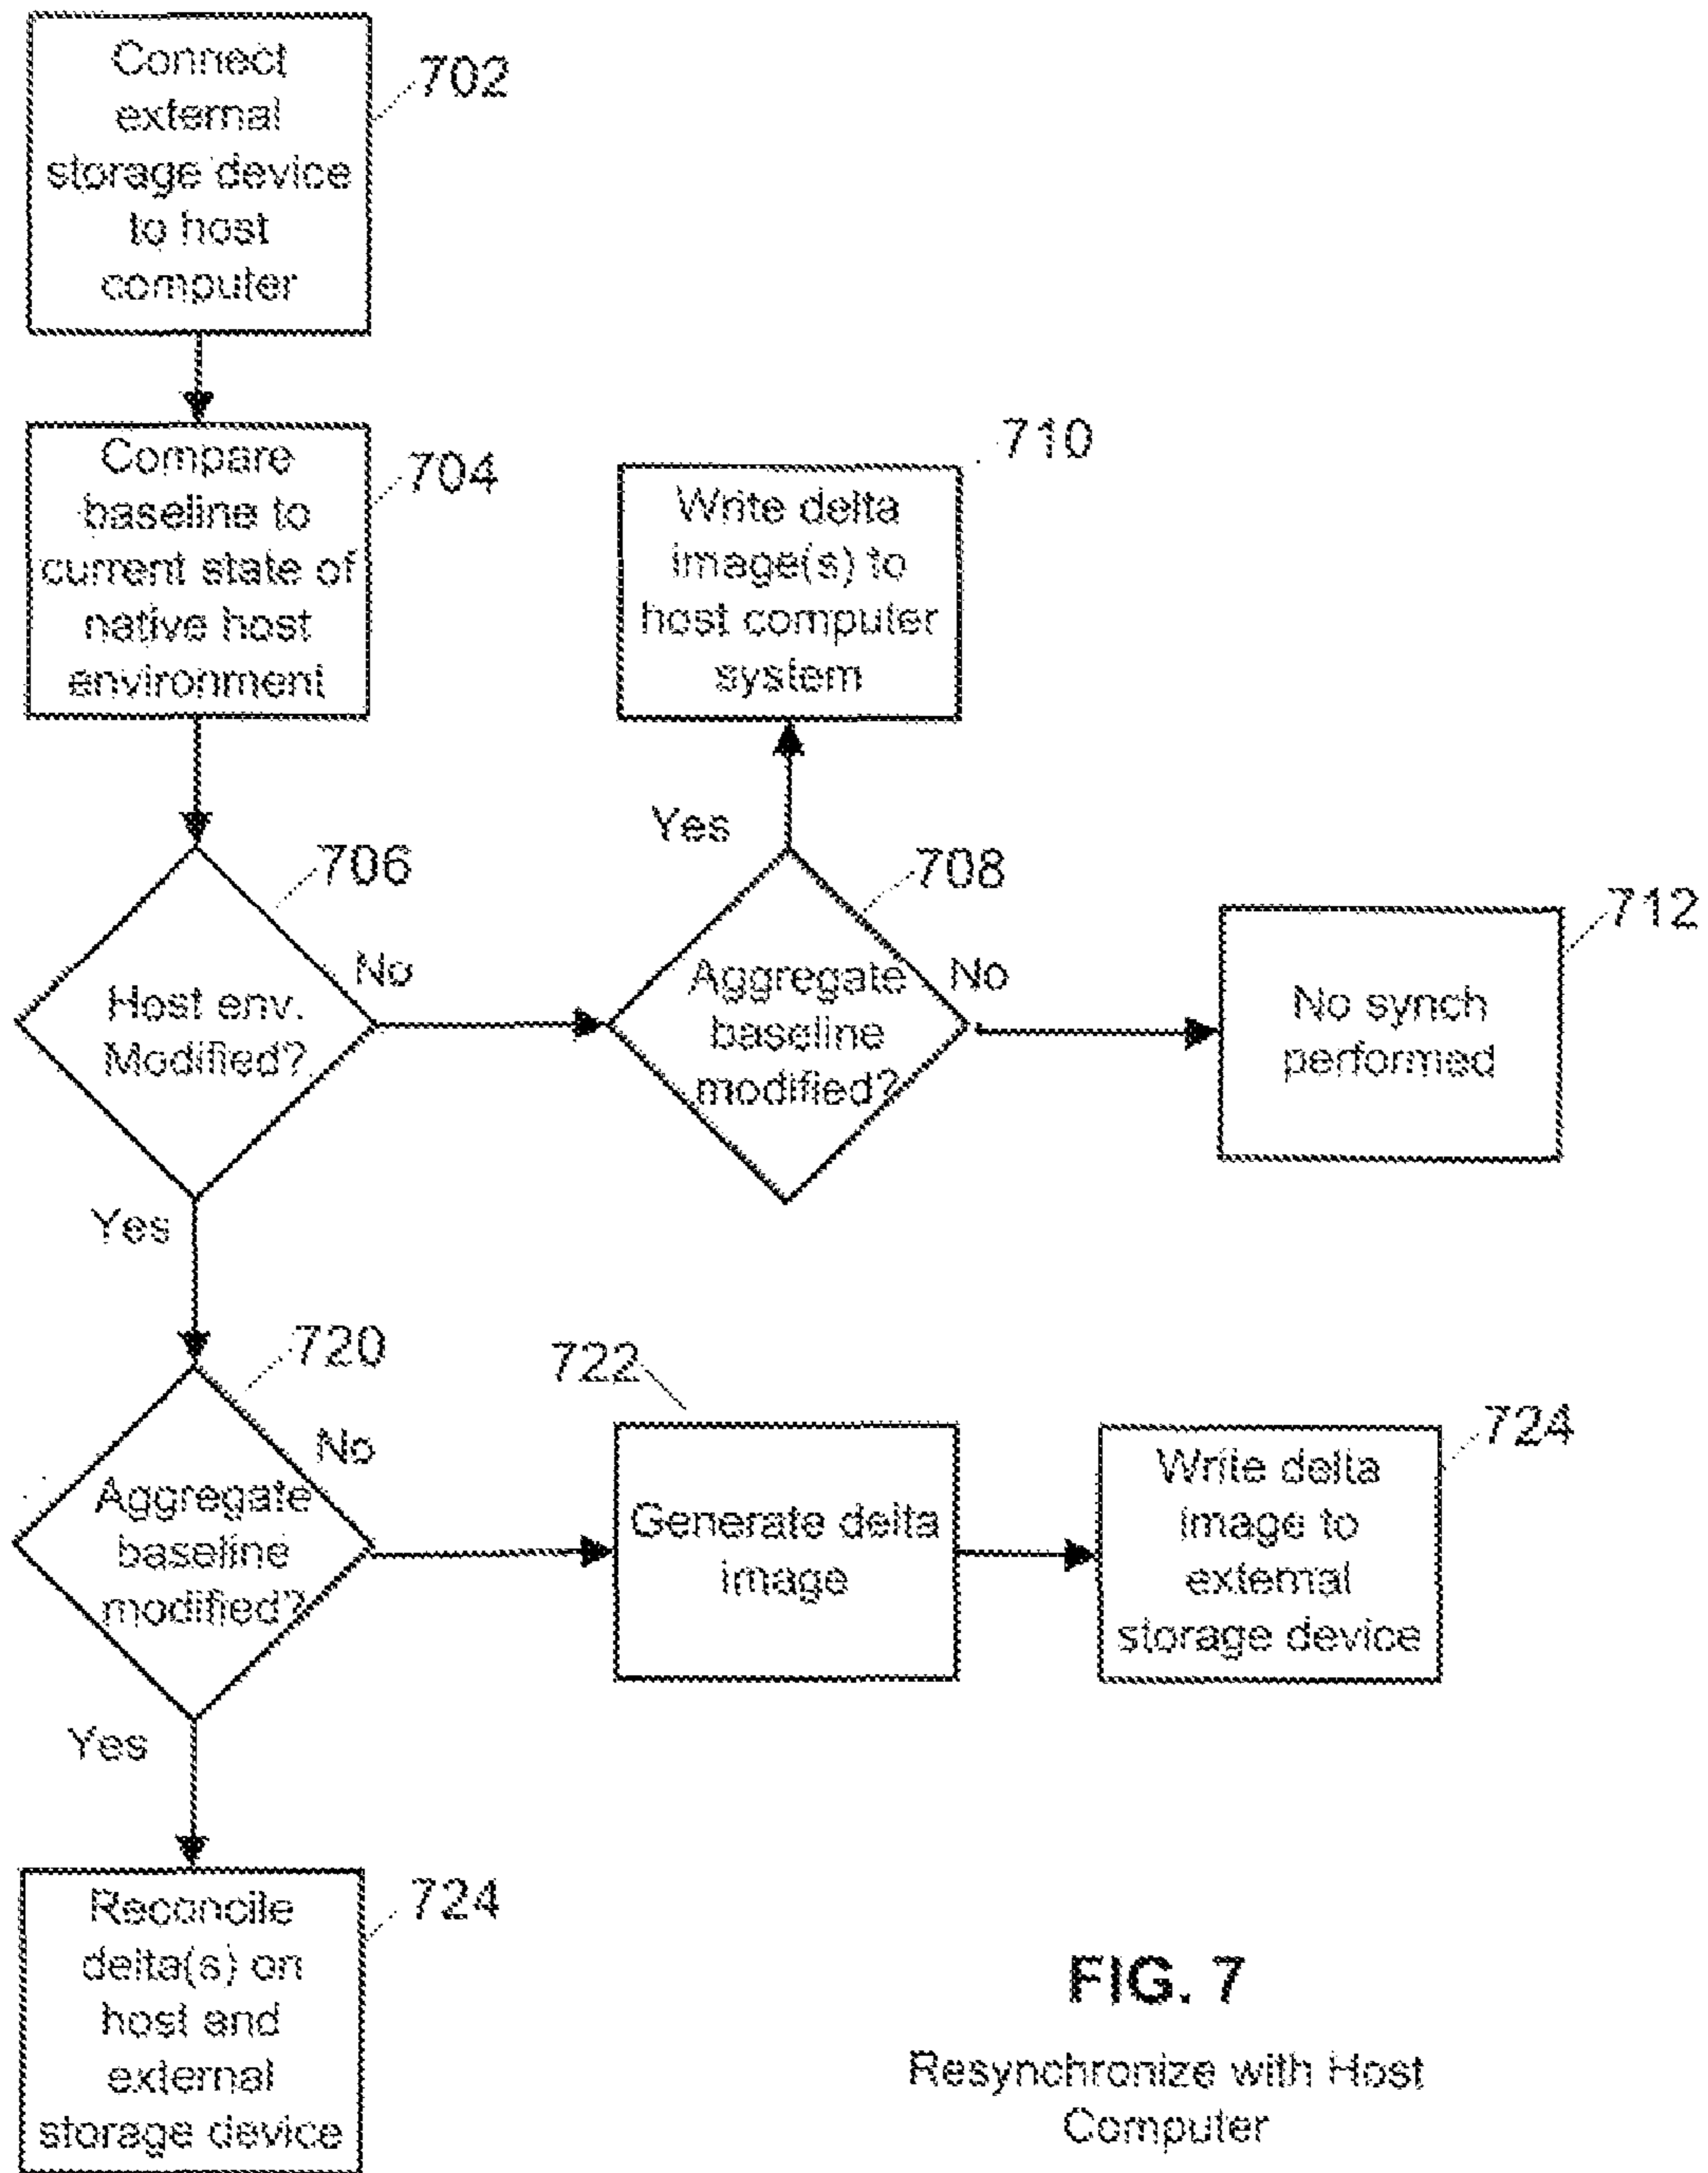 Connect
external
storage device
to host
computer
702
Compare
baseline to
current state of
native host
environment
704
710
Write delta
image(s) to
host computer
system
Yes
706
Host env.
Modified?
No
708
Aggregate
baseline
modified?
No
712
No synch
performed
Yes
720
Aggregate
baseline
modified?
No
722
Generate delta
image
724
Write delta
image to
external
storage device
Yes
724
Reconcile
delta(s) on
host and
external
storage device
FIG. 7
Resynchronize with Host
Computer